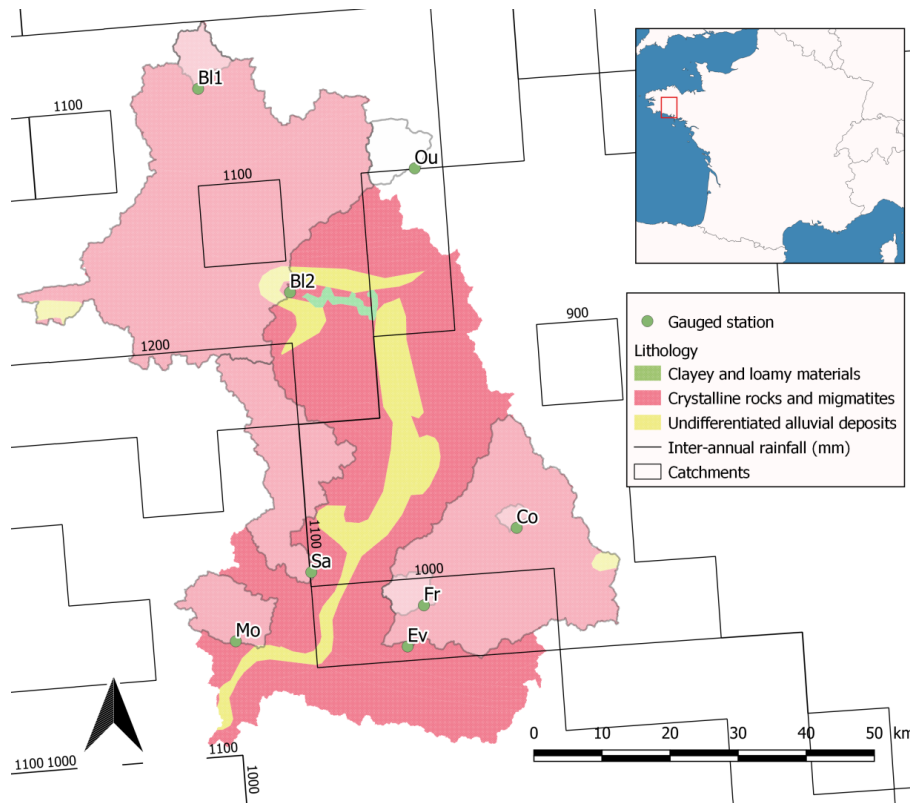 Bl1
1100
Ou
1100
Bl2
1200
900
Gauged station
Lithology
Clayey and loamy materials
Crystalline rocks and migmatites
Undifferentiated alluvial deposits
Inter-annual rainfall (mm)
Catchments
Co
1100
Sa
1000
Fr
Mo
Ev
0 10 20 30 40 50 km
1100 1000
1100
1000